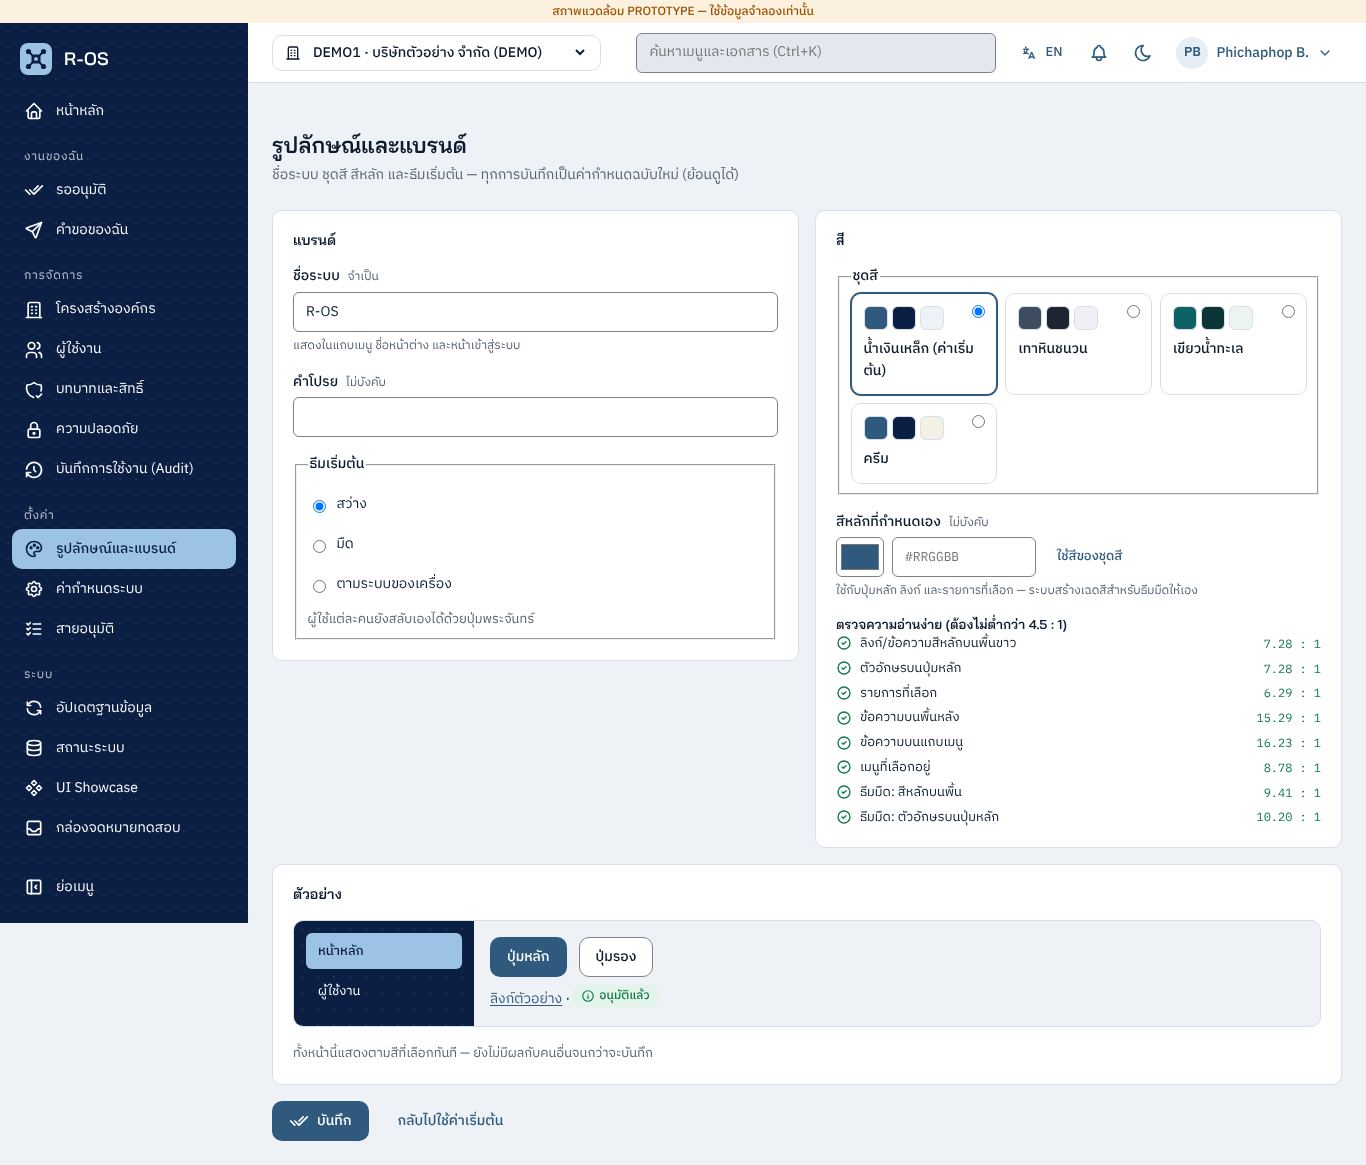 สภาพแวดล้อม PROTOTYPE — ใช้ข้อมูลจำลองเท่านั้น
R-OS
DEMO1 · บริษัทตัวอย่าง จำกัด (DEMO)
ค้นหาเมนูและเอกสาร (Ctrl+K)
EN
PB
Phichaphop B.
หน้าหลัก
งานของฉัน
รออนุมัติ
คำขอของฉัน
การจัดการ
โครงสร้างองค์กร
ผู้ใช้งาน
บทบาทและสิทธิ์
ความปลอดภัย
บันทึกการใช้งาน (Audit)
ตั้งค่า
รูปลักษณ์และแบรนด์
ค่ากำหนดระบบ
สายอนุมัติ
ระบบ
อัปเดตฐานข้อมูล
สถานะระบบ
UI Showcase
กล่องจดหมายทดสอบ
ย่อเมนู
รูปลักษณ์และแบรนด์
ชื่อระบบ ชุดสี สีหลัก และธีมเริ่มต้น — ทุกการบันทึกเป็นค่ากำหนดฉบับใหม่ (ย้อนดูได้)
แบรนด์
ชื่อระบบ จำเป็น
R-OS
แสดงในแถบเมนู ชื่อหน้าต่าง และหน้าเข้าสู่ระบบ
คำโปรย ไม่บังคับ
ธีมเริ่มต้น
สว่าง
มืด
ตามระบบของเครื่อง
ผู้ใช้แต่ละคนยังสลับเองได้ด้วยปุ่มพระจันทร์
สี
ชุดสี
น้ำเงินเหล็ก (ค่าเริ่ม
ต้น)
เทาหินชนวน
เขียวน้ำทะเล
ครีม
สีหลักที่กำหนดเอง ไม่บังคับ
#RRGGBB
ใช้สีของชุดสี
ใช้กับปุ่มหลัก ลิงก์ และรายการที่เลือก — ระบบสร้างเฉดสีสำหรับธีมมืดให้เอง
ตรวจความอ่านง่าย (ต้องไม่ต่ำกว่า 4.5 : 1)
ลิงก์/ข้อความสีหลักบนพื้นขาว 7.28 : 1
ตัวอักษรบนปุ่มหลัก 7.28 : 1
รายการที่เลือก 6.29 : 1
ข้อความบนพื้นหลัง 15.29 : 1
ข้อความบนแถบเมนู 16.23 : 1
เมนูที่เลือกอยู่ 8.78 : 1
ธีมมืด: สีหลักบนพื้น 9.41 : 1
ธีมมืด: ตัวอักษรบนปุ่มหลัก 10.20 : 1
ตัวอย่าง
หน้าหลัก
ผู้ใช้งาน
ปุ่มหลัก
ปุ่มรอง
ลิงก์ตัวอย่าง · อนุมัติแล้ว
ทั้งหน้านี้แสดงตามสีที่เลือกทันที — ยังไม่มีผลกับคนอื่นจนกว่าจะบันทึก
บันทึก
กลับไปใช้ค่าเริ่มต้น